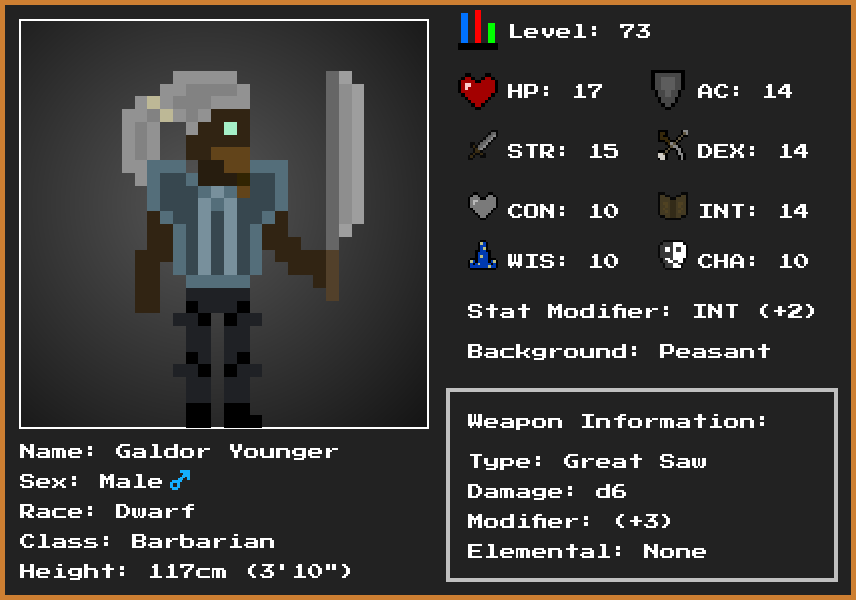 Level: 73
HP: 17
AC: 14
STR: 15
DEX: 14
CON: 10
INT: 14
WIS: 10
CHA: 10
Stat Modifier: INT (+2)
Background: Peasant
Weapon Information:
Type: Great Saw
Damage: d6
Modifier: (+3)
Elemental: None
Name: Galdor Younger
Sex: Male♂
Race: Dwarf
Class: Barbarian
Height: 117cm (3'10")